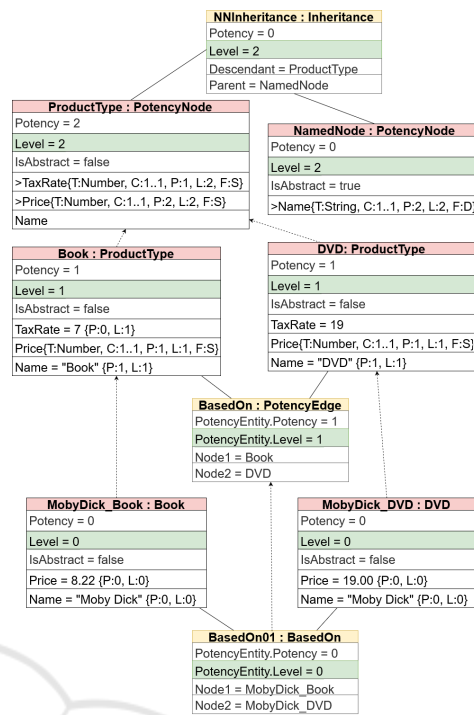 NNInheritance : Inheritance
Potency = 0
Level = 2
Descendant = ProductType
Parent = NamedNode
ProductType : PotencyNode
Potency = 2
Level = 2
IsAbstract = false
>TaxRate{T:Number, C:1..1, P:1, L:2, F:S}
>Price{T:Number, C:1..1, P:2, L:2, F:S}
Name
NamedNode : PotencyNode
Potency = 0
Level = 2
IsAbstract = true
>Name{T:String, C:1..1, P:2, L:2, F:D}
Book : ProductType
Potency = 1
Level = 1
IsAbstract = false
TaxRate = 7 {P:0, L:1}
Price{T:Number, C:1..1, P:1, L:1, F:S}
Name = "Book" {P:1, L:1}
DVD: ProductType
Potency = 1
Level = 1
IsAbstract = false
TaxRate = 19
Price{T:Number, C:1..1, P:1, L:1, F:S}
Name = "DVD" {P:1, L:1}
BasedOn : PotencyEdge
PotencyEntity.Potency = 1
PotencyEntity.Level = 1
Node1 = Book
Node2 = DVD
MobyDick_Book : Book
Potency = 0
Level = 0
IsAbstract = false
Price = 8.22 {P:0, L:0}
Name = "Moby Dick" {P:0, L:0}
MobyDick_DVD : DVD
Potency = 0
Level = 0
IsAbstract = false
Price = 19.00 {P:0, L:0}
Name = "Moby Dick" {P:0, L:0}
BasedOn01 : BasedOn
PotencyEntity.Potency = 0
PotencyEntity.Level = 0
Node1 = MobyDick_Book
Node2 = MobyDick_DVD